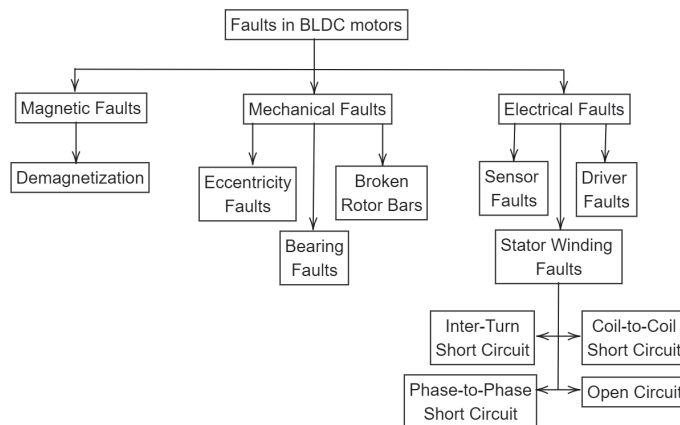 Faults in BLDC motors
Magnetic Faults
Mechanical Faults
Electrical Faults
Demagnetization
Eccentricity
Faults
Broken
Rotor Bars
Bearing
Faults
Sensor
Faults
Driver
Faults
Stator Winding
Faults
Inter-Turn
Short Circuit
Coil-to-Coil
Short Circuit
Phase-to-Phase
Short Circuit
Open Circuit